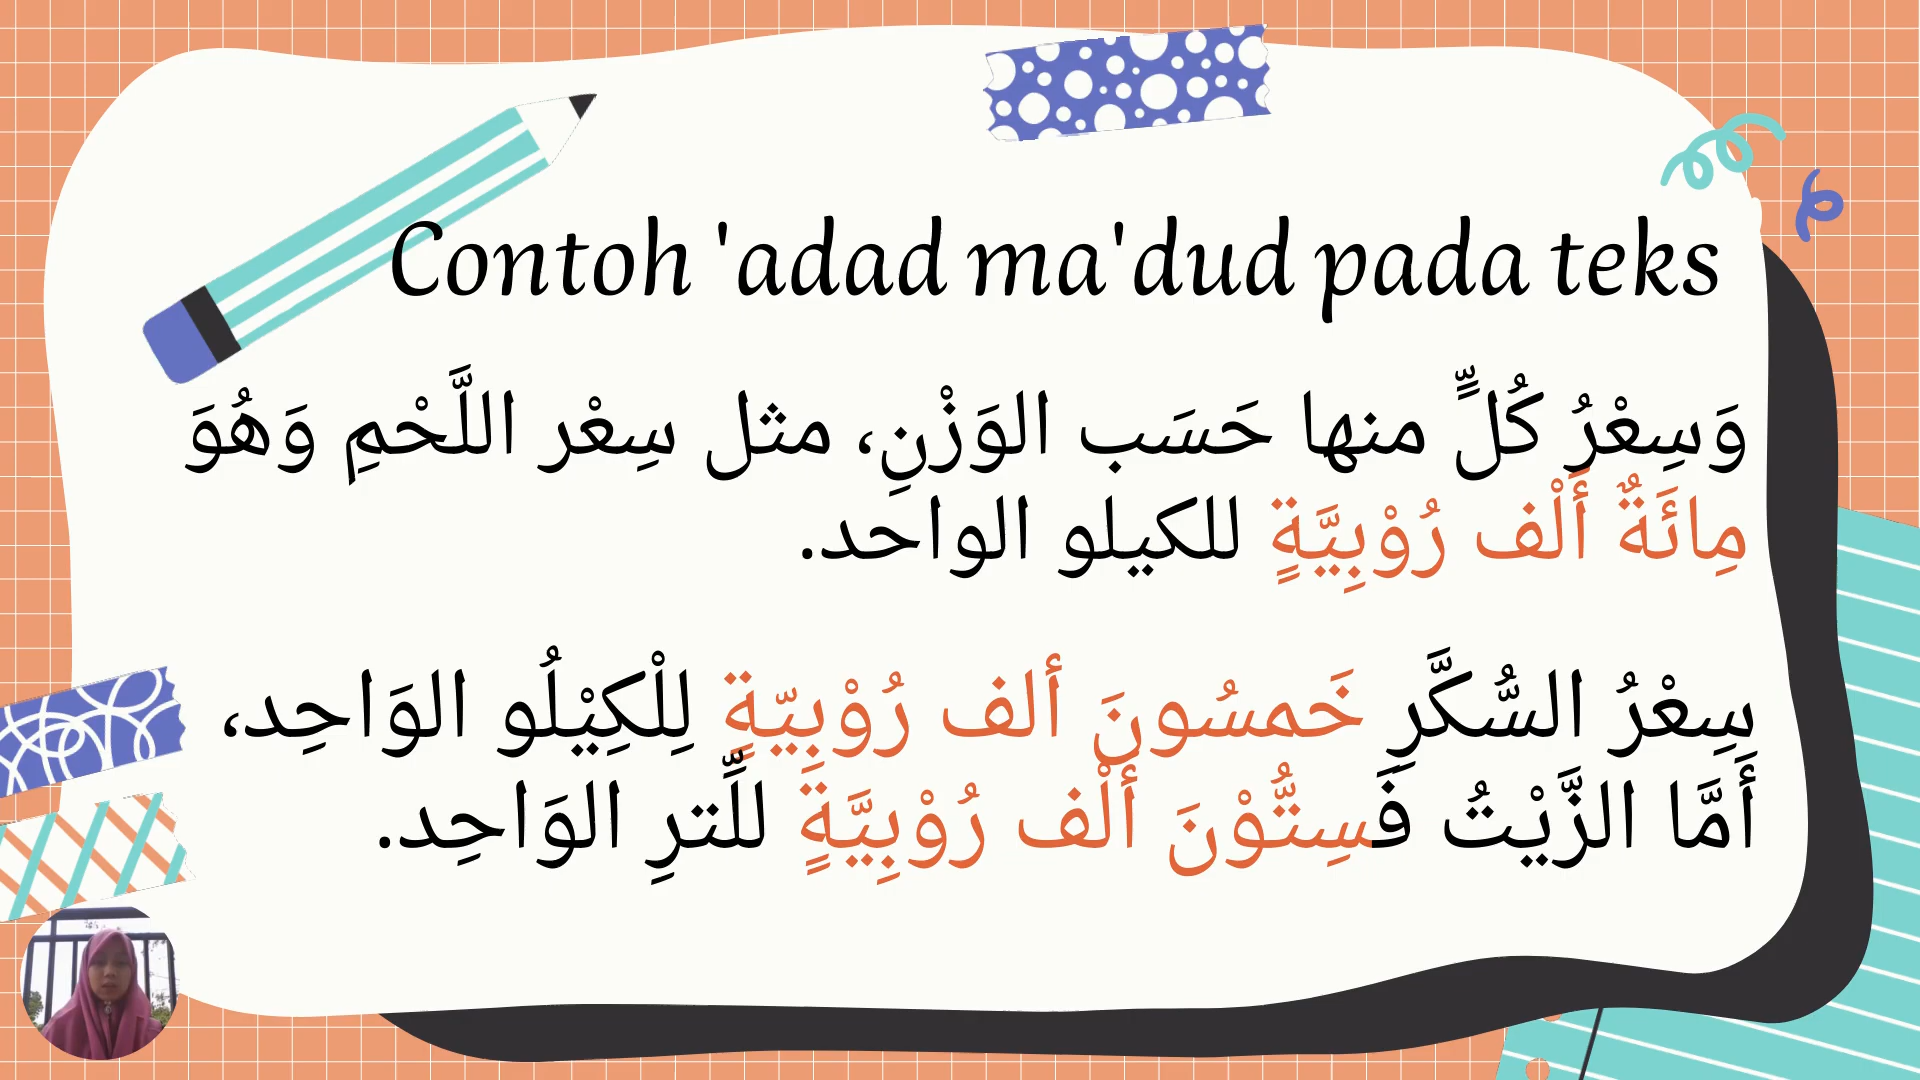 Contoh 'adad ma'dud pada teks
وَسِعْرُ كُلٍّ منها حَسَب الوَزْنِ، مثل سِعْر اللَّحْمِ وَهُوَ
مِائَةٌ أَلْف رُوْبِيَّةٍ للكيلو الواحد.
سِعْرُ السُّكَّرِ خَمسُونَ ألف رُوْبِيّةٍ لِلْكِيْلُو الوَاحِد،
أَمَّا الزَّيْتُ فَسِتُّوْنَ أَلْف رُوْبِيَّةٍ للِّترِ الوَاحِد.